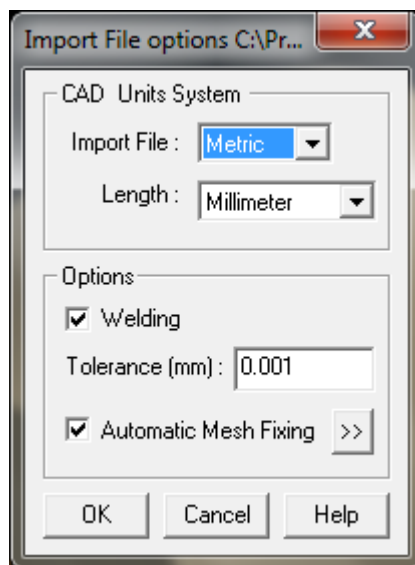 Import File options C:\Pr...
CAD Units System
Import File : Metric
Length : Millimeter
Options
Welding
Tolerance (mm) : 0.001
Automatic Mesh Fixing >>
OK Cancel Help